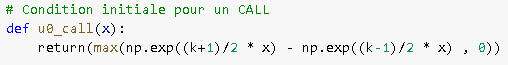 # Condition initiale pour un CALL
def u0_call(x):
    return(max(np.exp((k+1)/2 * x) - np.exp((k-1)/2 * x) , 0))